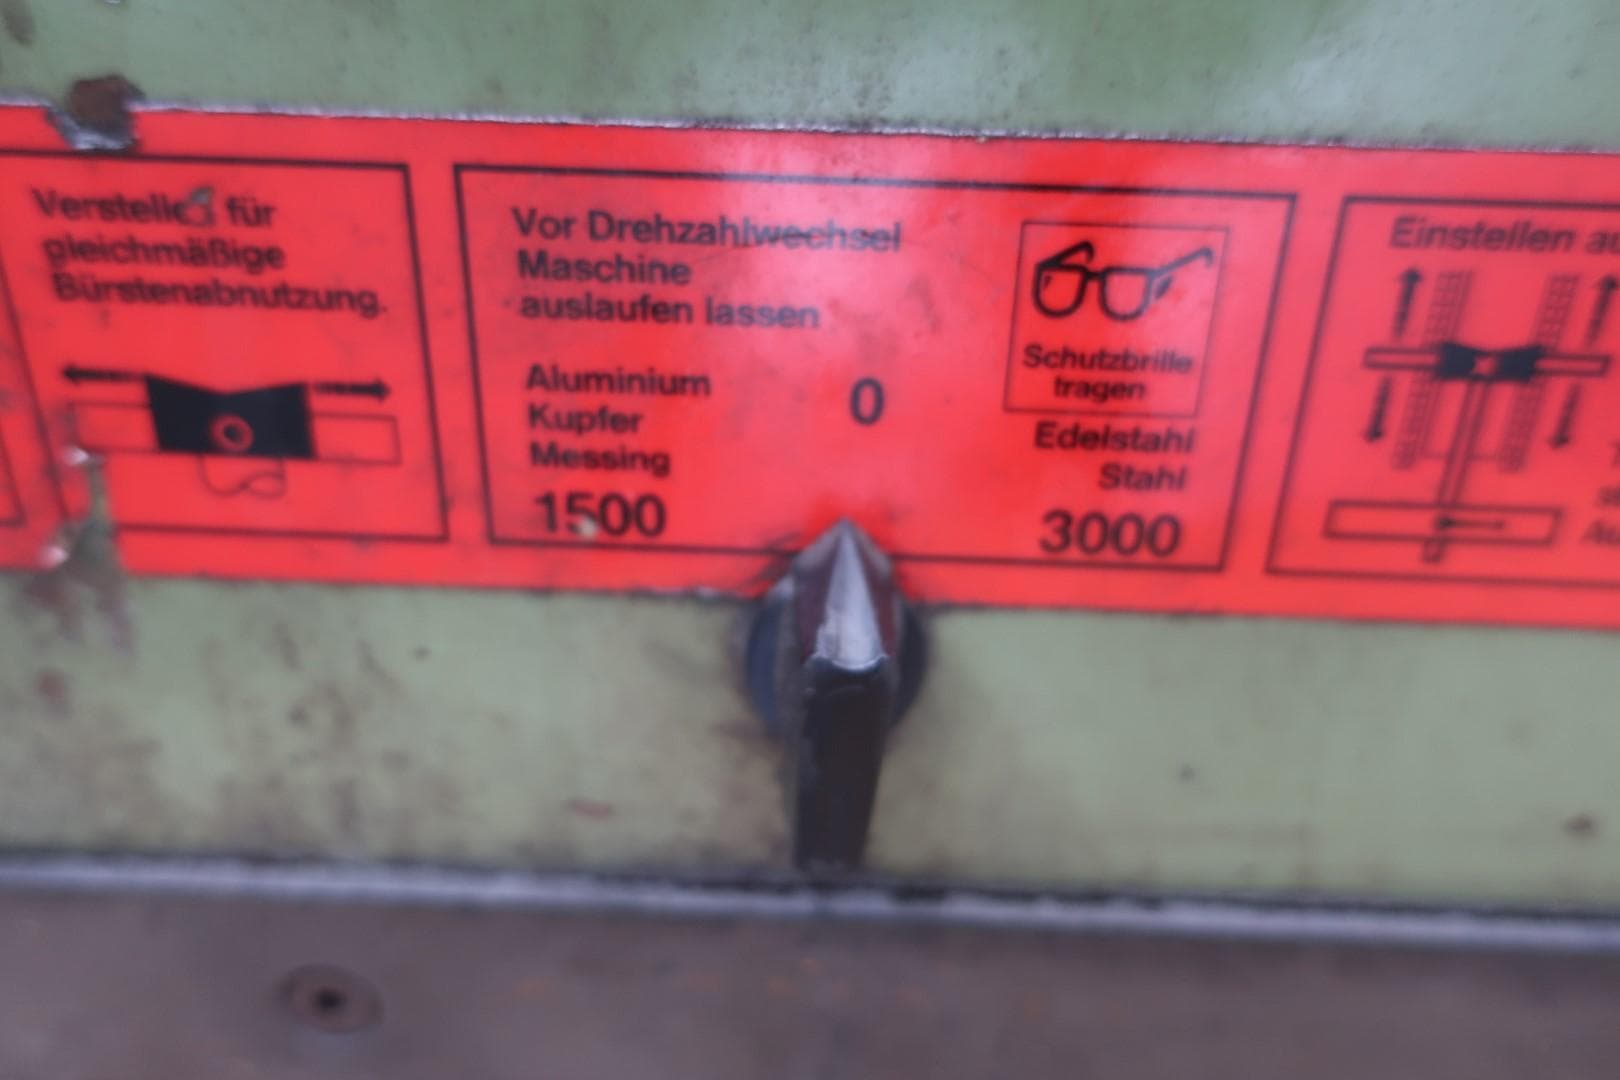 Verstellen für
gleichmäßige
Bürstenabnutzung.
Vor Drehzahlwechsel
Maschine
auslaufen lassen
Aluminium
Kupfer
Messing
1500
0
Schutzbrille
tragen
Edelstahl
Stahl
3000
Einstellen